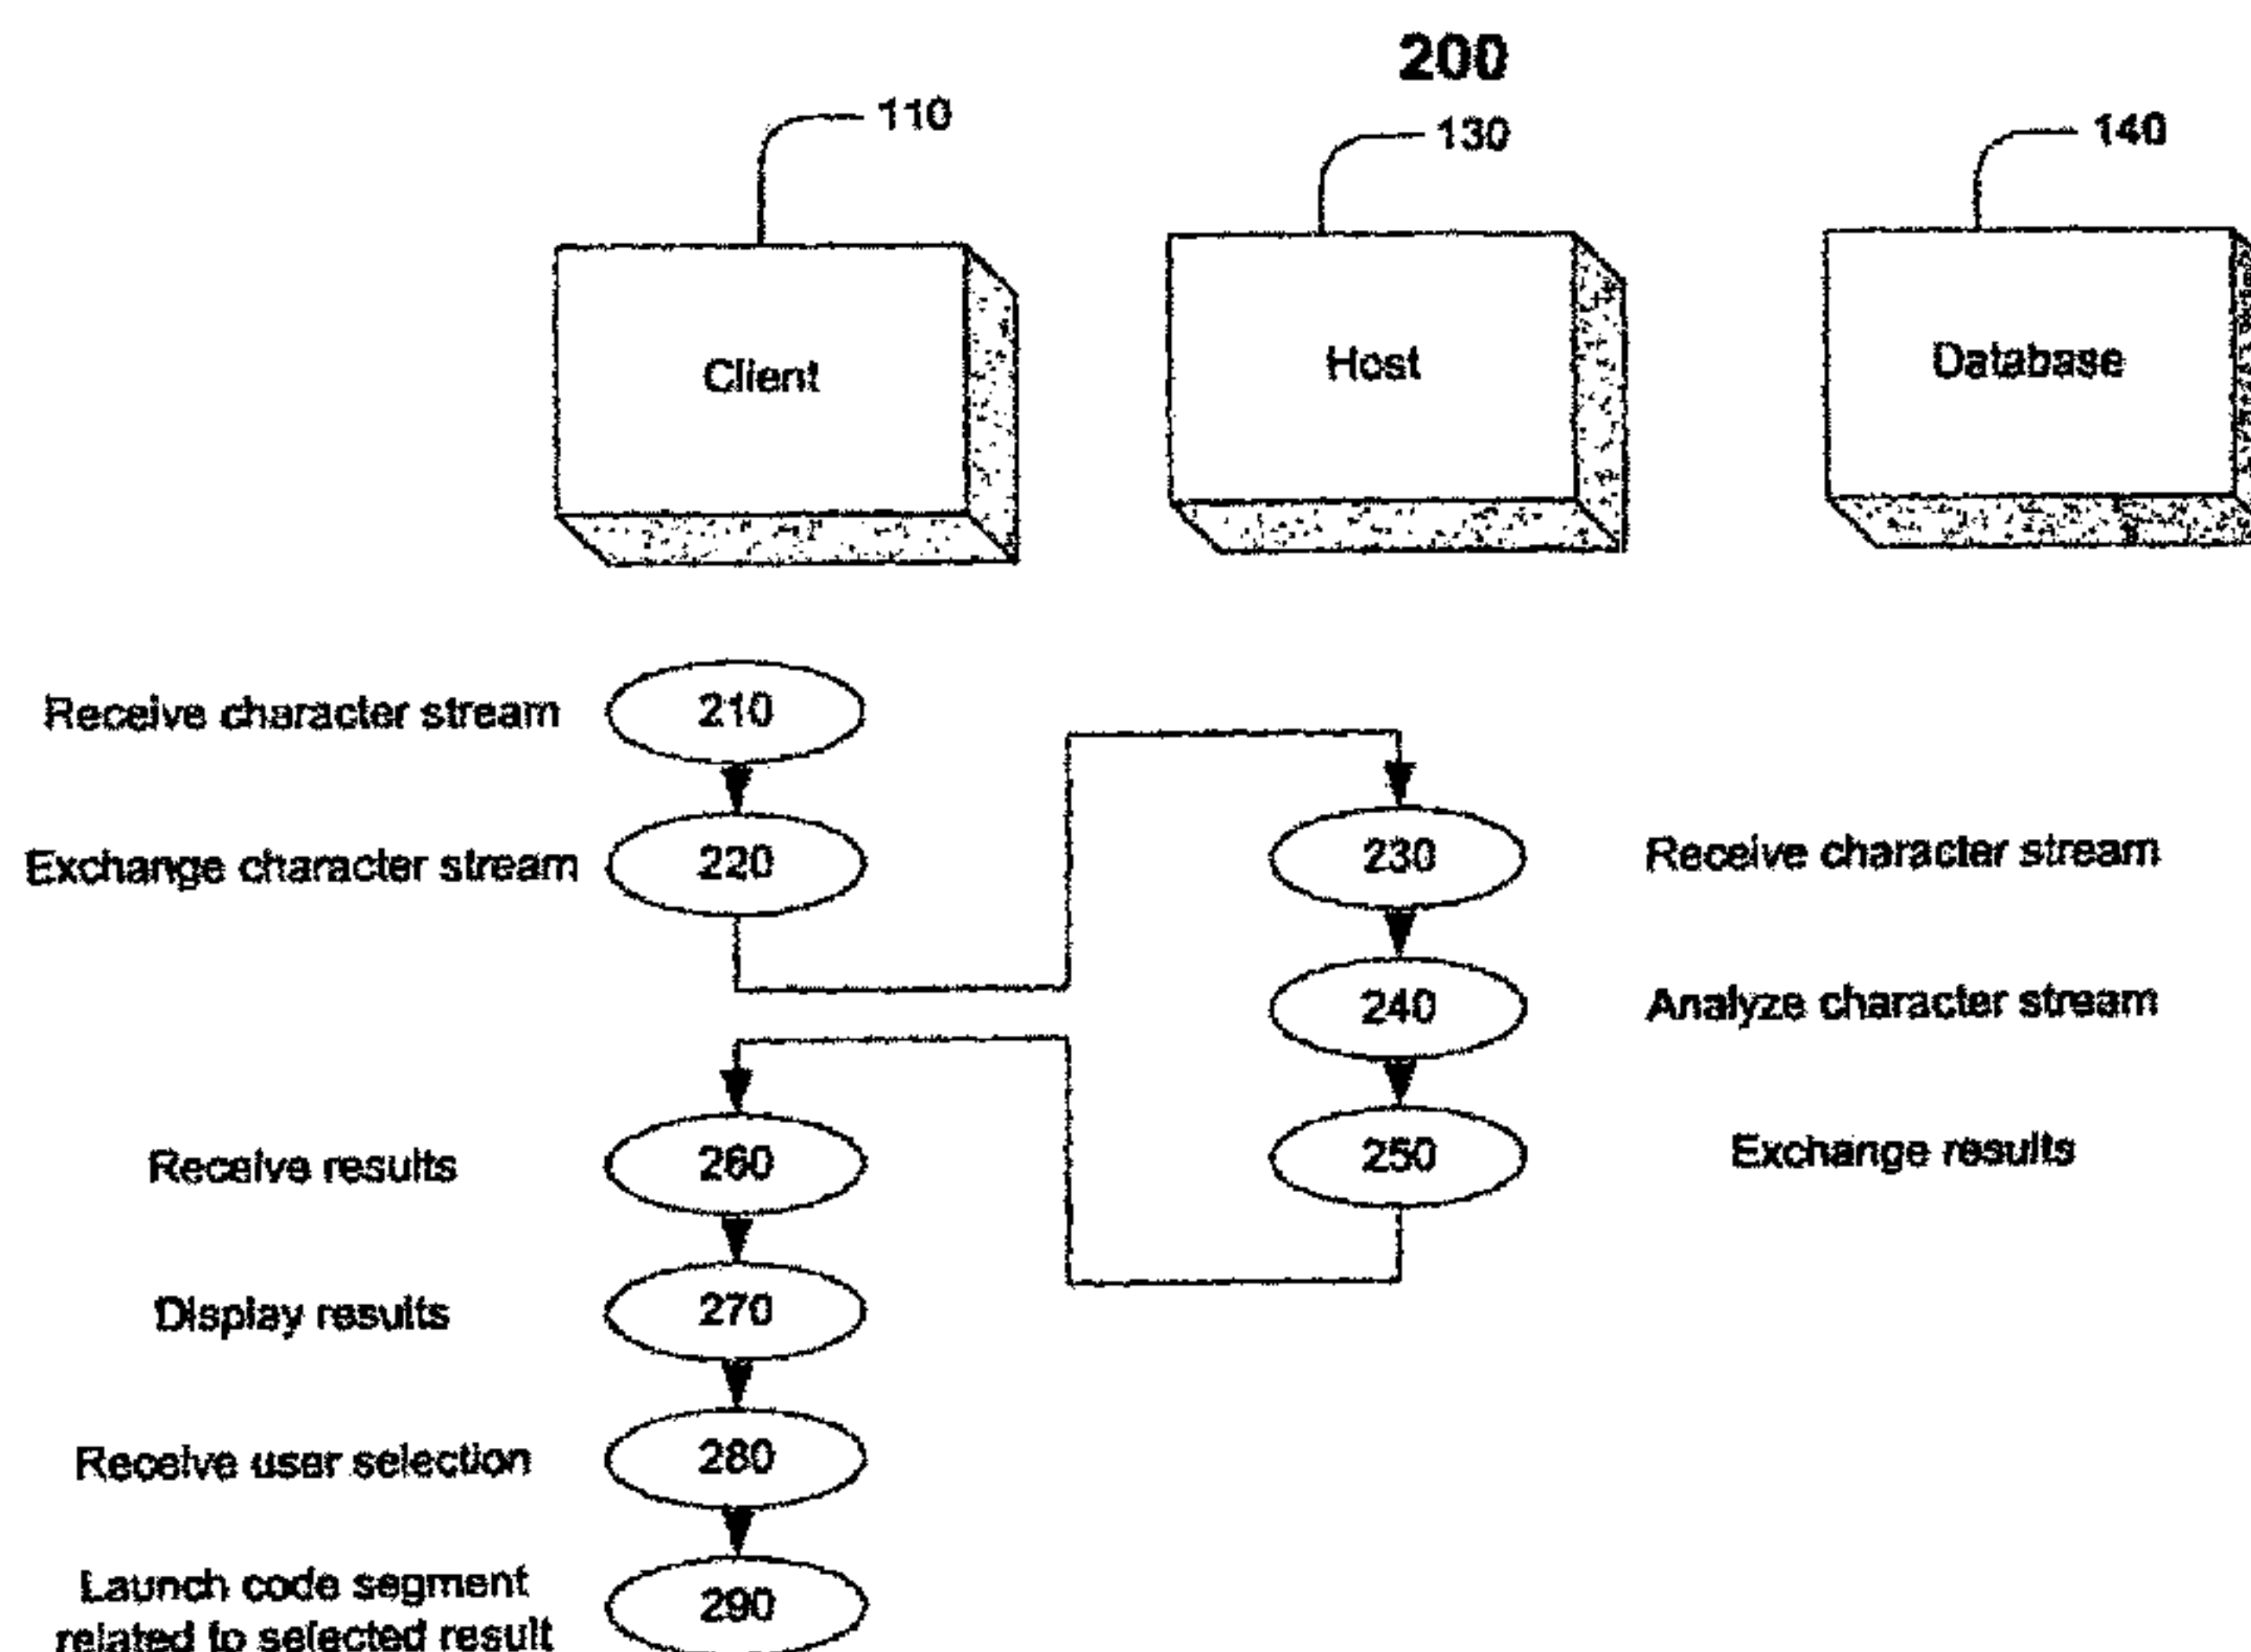 200
110
130
140
Client
Host
Database
Receive character stream
210
Exchange character stream
220
230
Receive character stream
240
Analyze character stream
Receive results
260
250
Exchange results
Display results
270
Receive user selection
280
Launch code segment
related to selected result
290